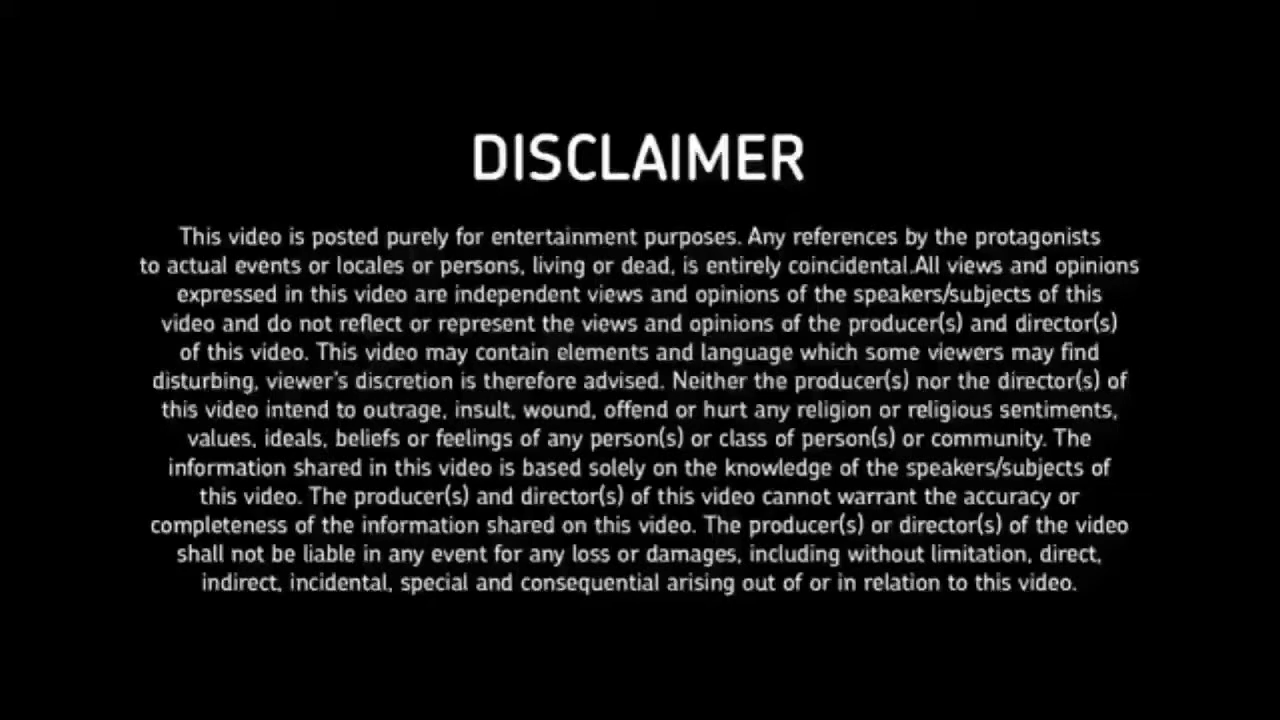 DISCLAIMER
This video is posted purely for entertainment purposes. Any references by the protagonists
to actual events or locales or persons, living or dead, is entirely coincidental.All views and opinions
expressed in this video are independent views and opinions of the speakers/subjects of this
video and do not reflect or represent the views and opinions of the producer(s) and director(s)
of this video. This video may contain elements and language which some viewers may find
disturbing, viewer's discretion is therefore advised. Neither the producer(s) nor the director(s) of
this video intend to outrage, insult, wound, offend or hurt any religion or religious sentiments,
values, ideals, beliefs or feelings of any person(s) or class of person(s) or community. The
information shared in this video is based solely on the knowledge of the speakers/subjects of
this video. The producer(s) and director(s) of this video cannot warrant the accuracy or
completeness of the information shared on this video. The producer(s) or director(s) of the video
shall not be liable in any event for any loss or damages, including without limitation, direct,
indirect, incidental, special and consequential arising out of or in relation to this video.